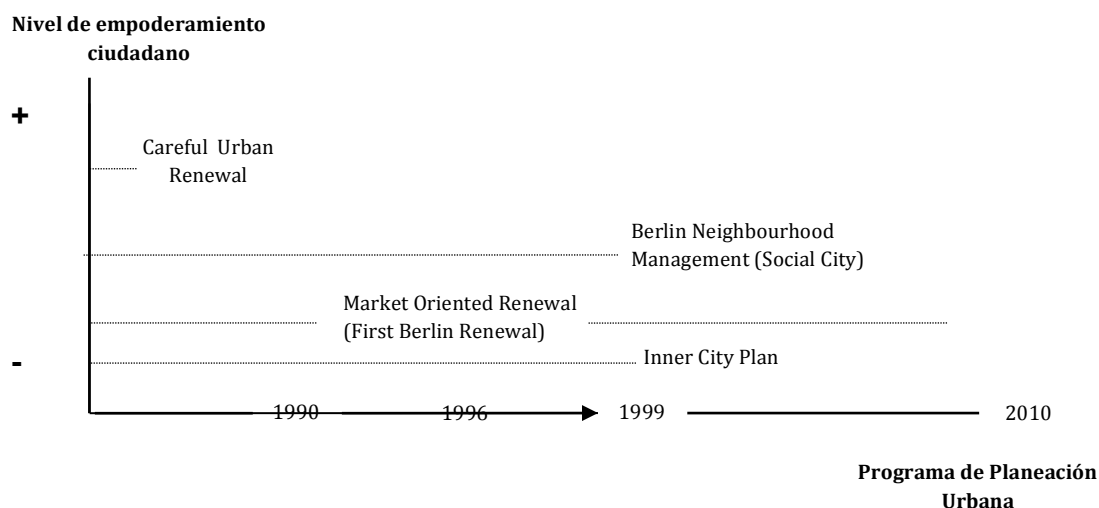 Nivel de empoderamiento
ciudadano
+
Careful Urban
Renewal
Berlin Neighbourhood
Management (Social City)
Market Oriented Renewal
(First Berlin Renewal)
-
Inner City Plan
1990 1996 1999 2010
Programa de Planeación
Urbana